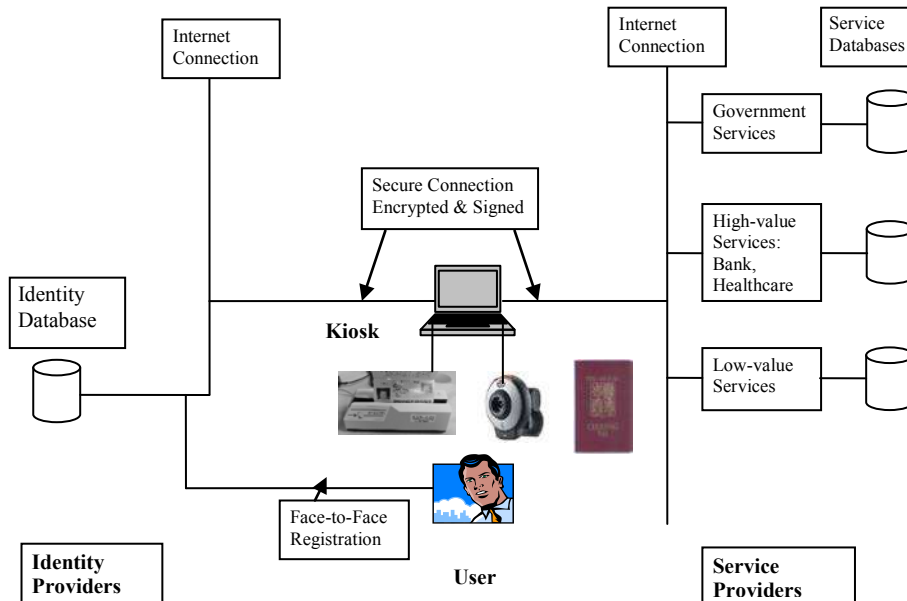 Internet
Connection
Internet
Connection
Service
Databases
Government
Services
Secure Connection
Encrypted & Signed
High-value
Services:
Bank,
Healthcare
Identity
Database
Kiosk
Low-value
Services
Face-to-Face
Registration
Identity
Providers
User
Service
Providers